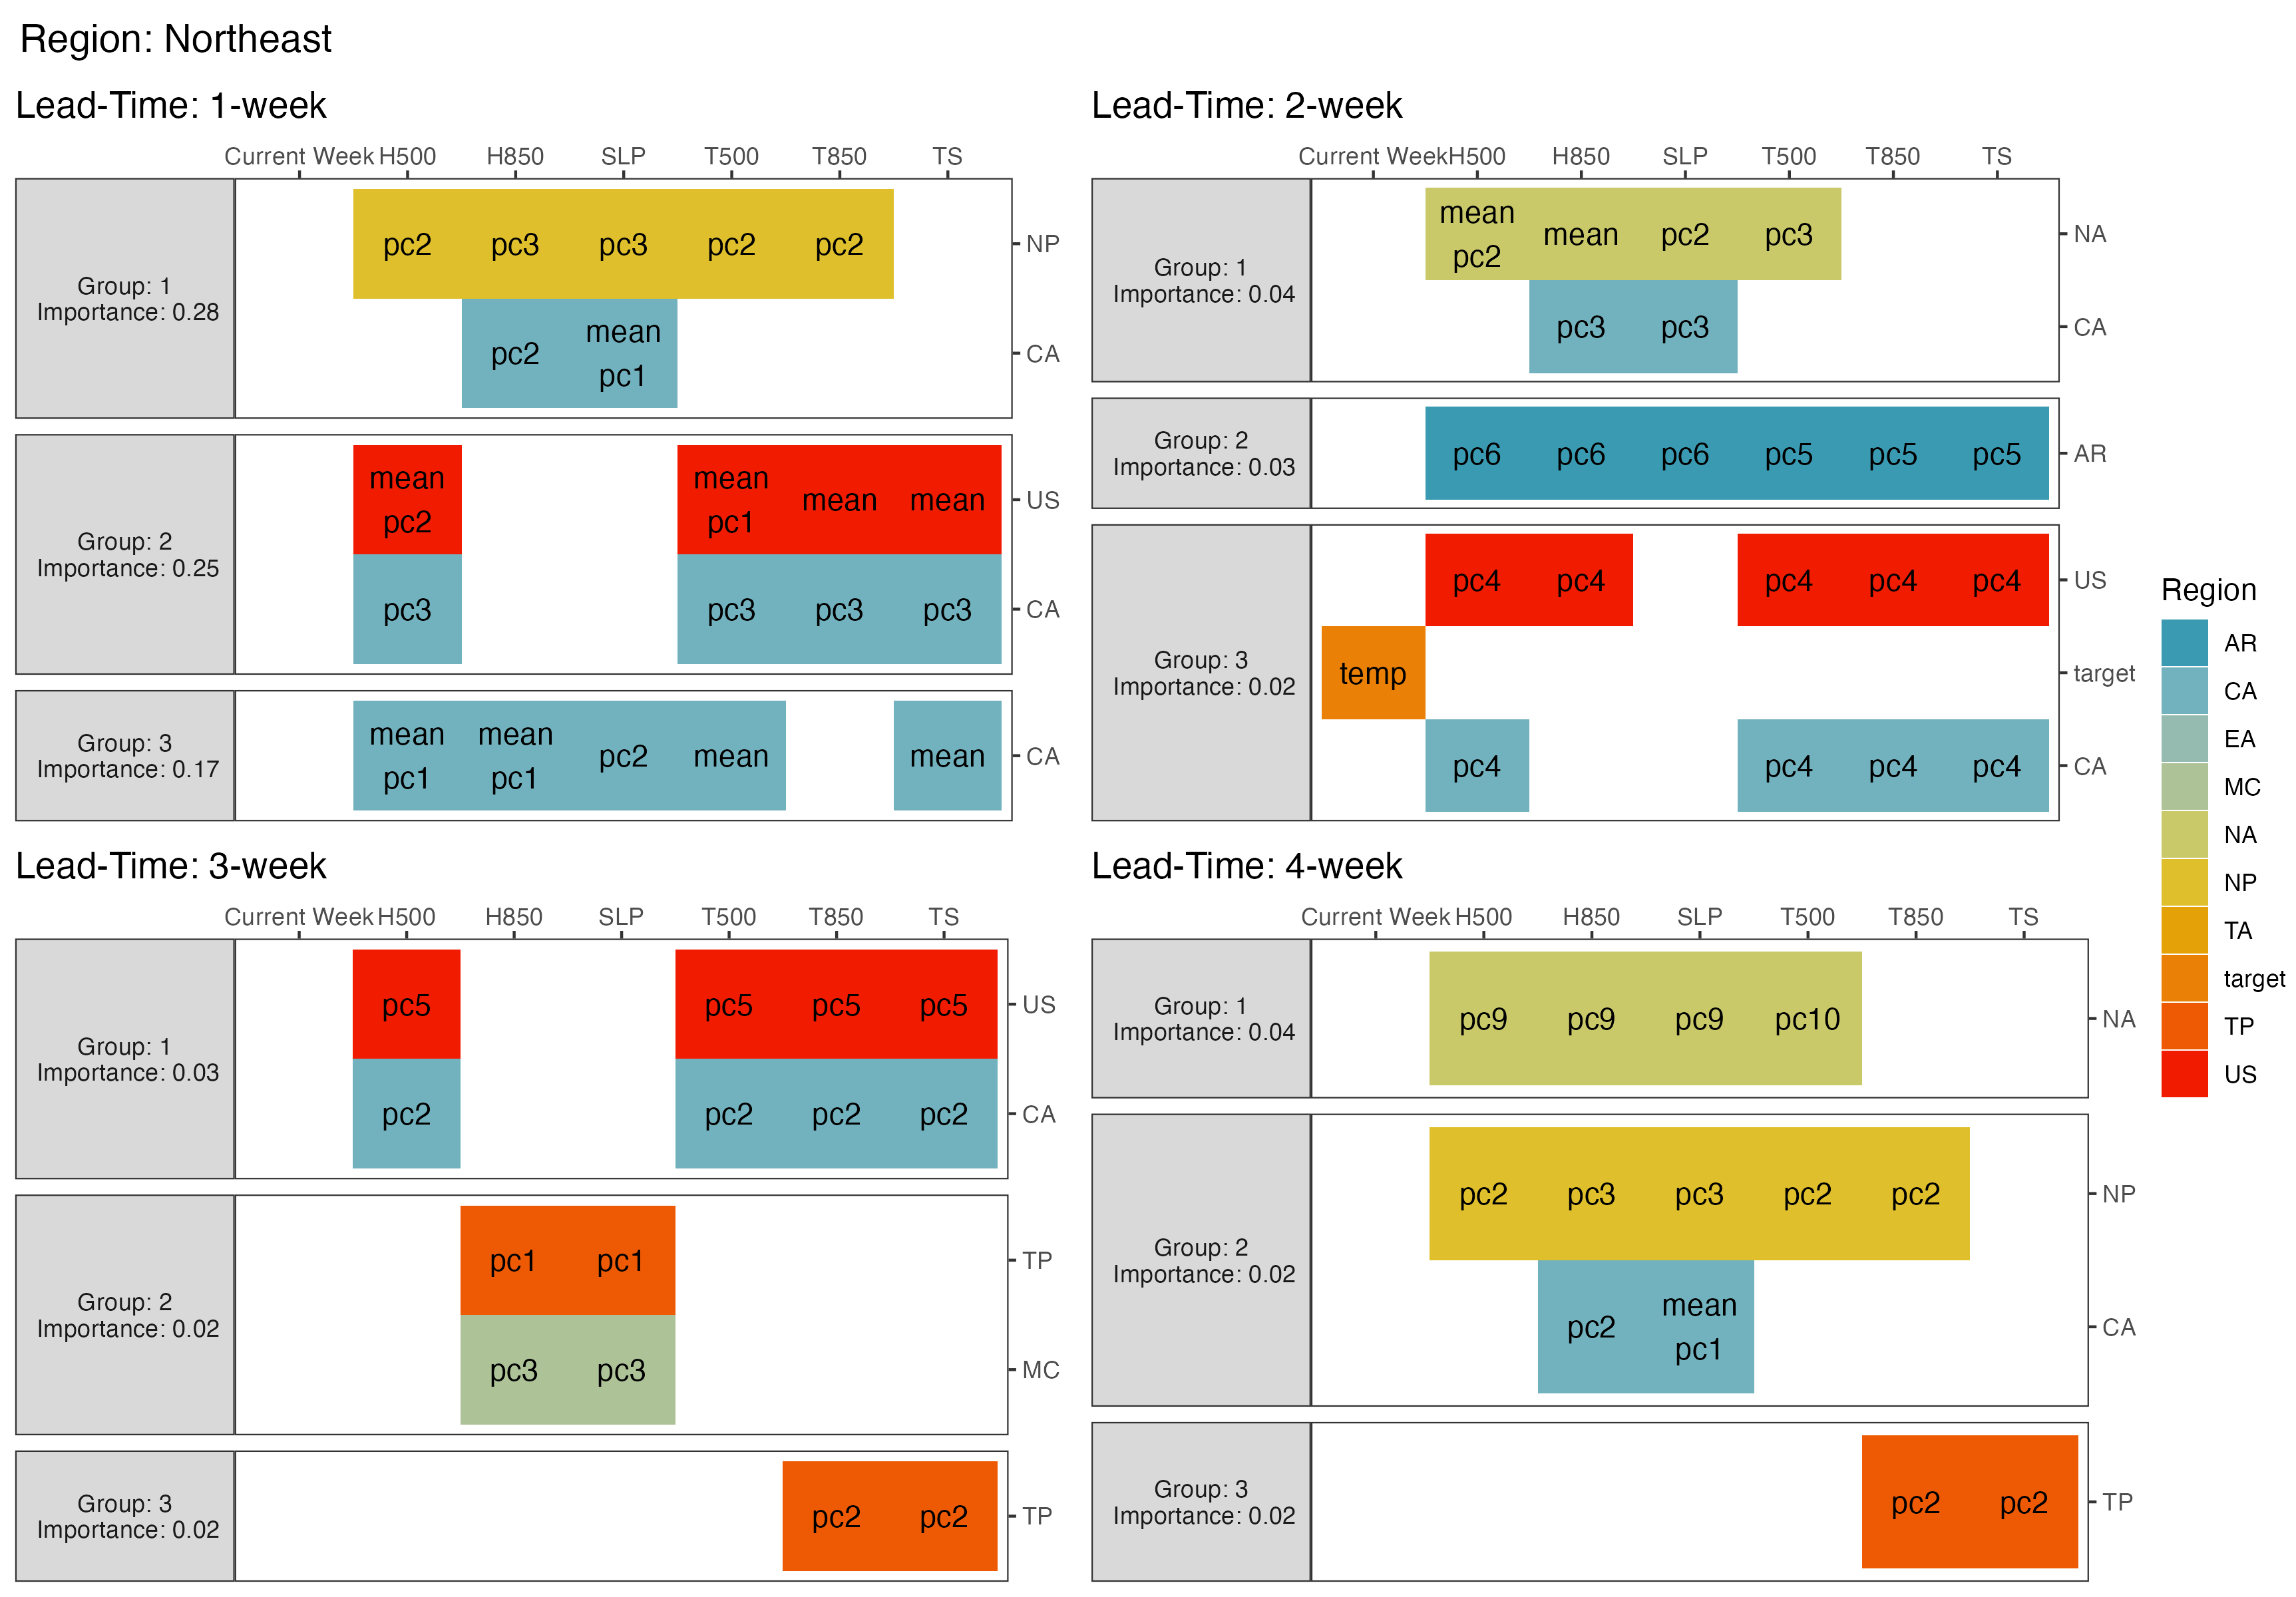 Region: Northeast
Lead-Time: 1-week
Current Week H500 H850 SLP T500 T850 TS
Group: 1
Importance: 0.28
pc2 pc3 pc3 pc2 pc2 NP
pc2 mean pc1 CA
Group: 2
Importance: 0.25
mean pc2 mean pc1 mean mean US
pc3 pc3 pc3 pc3 CA
Group: 3
Importance: 0.17
mean pc1 mean pc1 pc2 mean mean CA
Lead-Time: 2-week
Current Week H500 H850 SLP T500 T850 TS
Group: 1
Importance: 0.04
mean pc2 mean pc2 pc3 NA
pc3 pc3 CA
Group: 2
Importance: 0.03
pc6 pc6 pc6 pc5 pc5 pc5 AR
Group: 3
Importance: 0.02
pc4 pc4 pc4 pc4 pc4 US
temp target
pc4 pc4 pc4 pc4 CA
Lead-Time: 3-week
Current Week H500 H850 SLP T500 T850 TS
Group: 1
Importance: 0.03
pc5 pc5 pc5 pc5 US
pc2 pc2 pc2 pc2 CA
Group: 2
Importance: 0.02
pc1 pc1 TP
pc3 pc3 MC
Group: 3
Importance: 0.02
pc2 pc2 TP
Lead-Time: 4-week
Current Week H500 H850 SLP T500 T850 TS
Group: 1
Importance: 0.04
pc9 pc9 pc9 pc10 NA
Group: 2
Importance: 0.02
pc2 pc3 pc3 pc2 pc2 NP
pc2 mean pc1 CA
Group: 3
Importance: 0.02
pc2 pc2 TP
Region
AR
CA
EA
MC
NA
NP
TA
target
TP
US